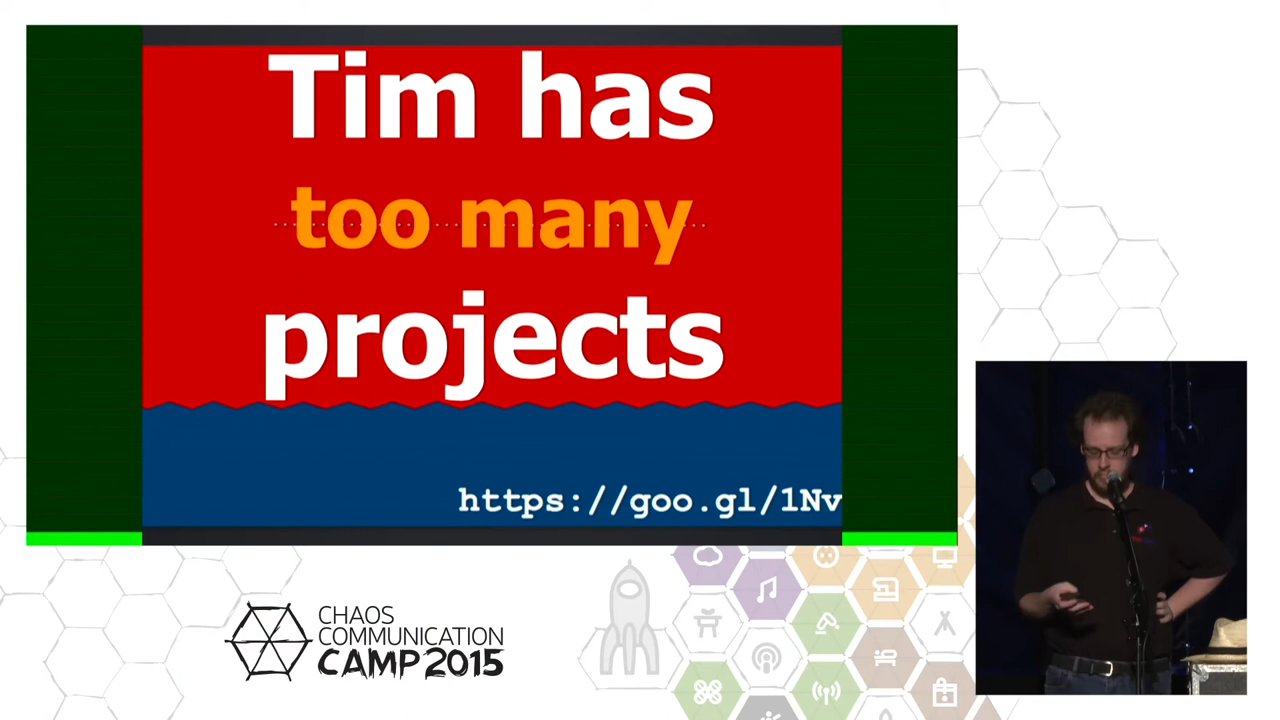 Tim has
too many
projects
https://goo.gl/1Nv
CHAOS
COMMUNICATION
CAMP 2015